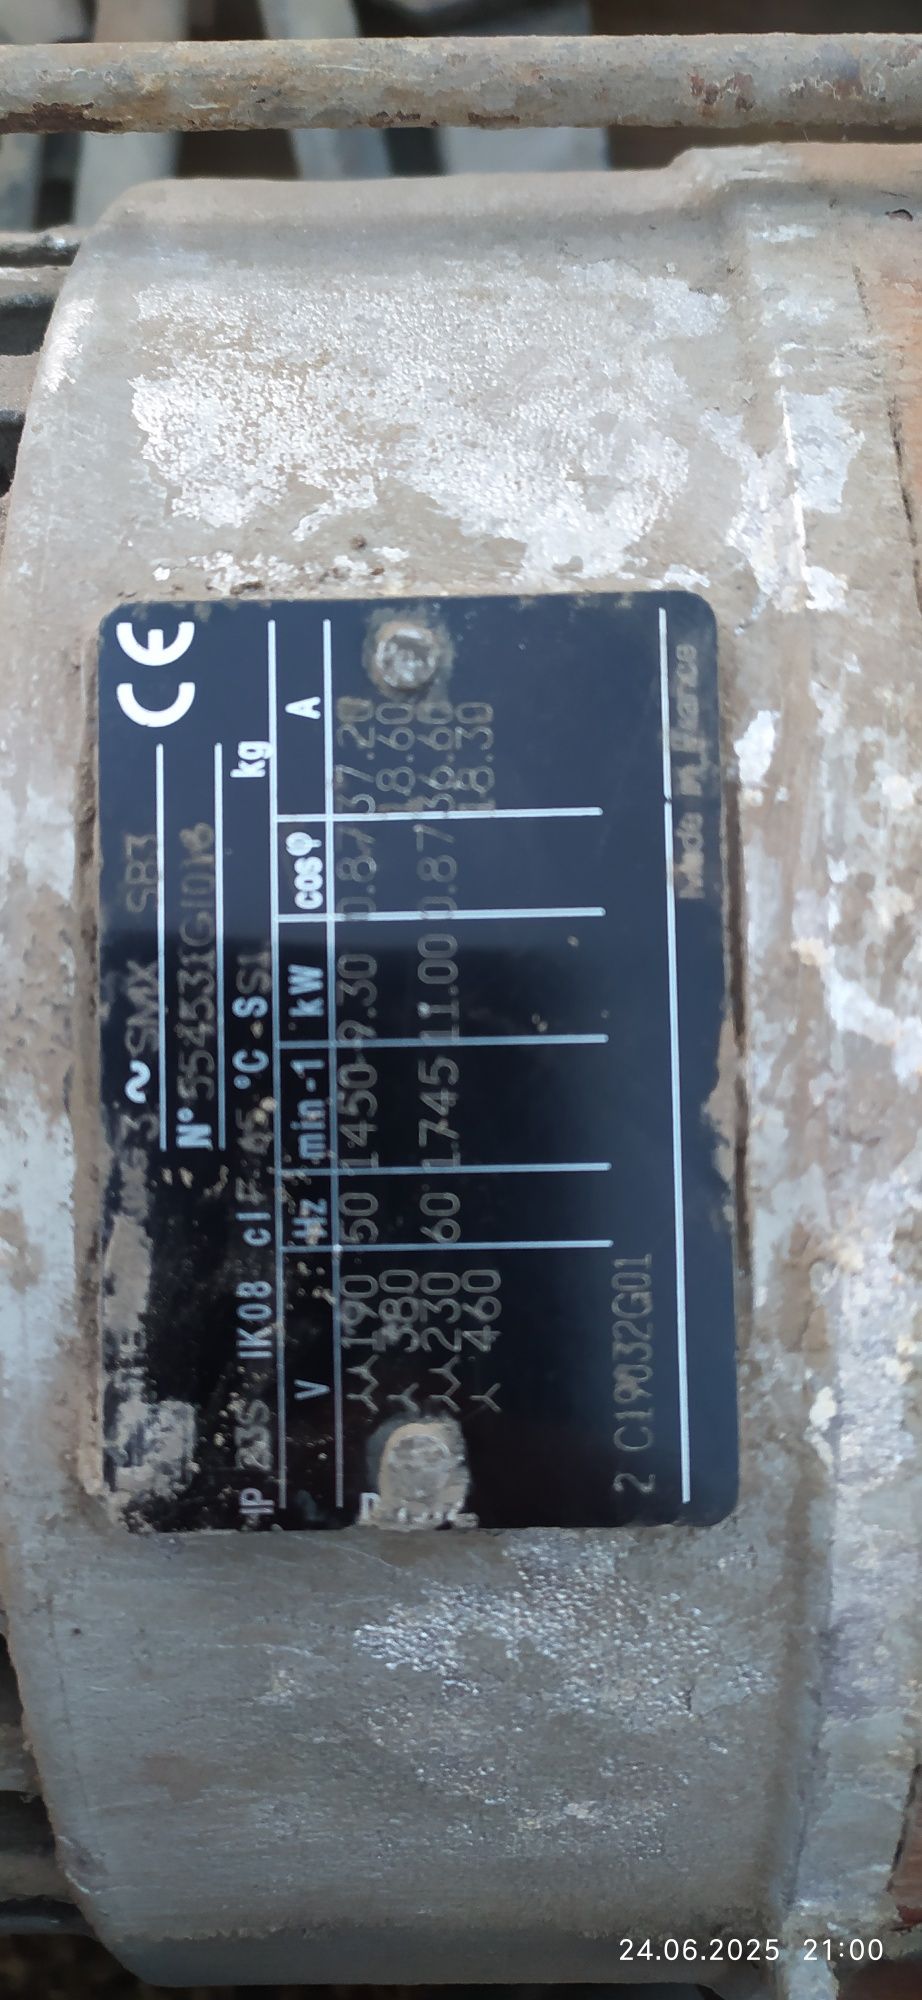 3 ~ SMX SB3 CE
N° 554531GJ018
IP 23S IK08 cl F 45 °C S S1 kg
V Hz min-1 kW cosφ A
⅄⅄ 190 50 1450 9.30 0.87 37.20
⅄ 380 18.60
⅄⅄ 230 60 1745 11.00 0.87 36.60
⅄ 460 18.30
2 C19032G01
Made in France
24.06.2025 21:00